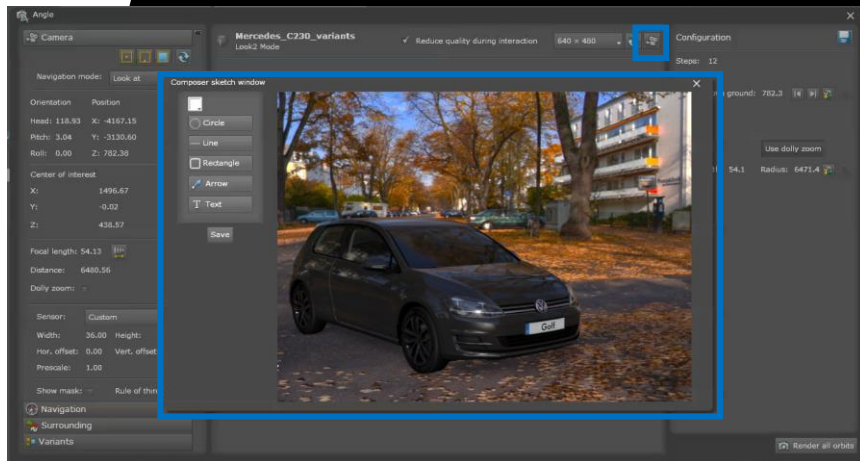 Angle
Camera
Navigation mode: Look at
Orientation Position
Head: 118.93 X: -4167.15
Pitch: 3.04 Y: -3130.60
Roll: 0.00 Z: 782.38
Center of interest
X: 1496.67
Y: -0.02
Z: 438.57
Focal length: 54.13
Distance: 6480.56
Dolly zoom:
Sensor: Custom
Width: 36.00 Height:
Hor. offset: 0.00 Vert. offset
Prescale: 1.00
Show mask: Rule of thir
Navigation
Surrounding
Variants
Mercedes_C230_variants
Look2 Mode
Reduce quality during interaction 640 × 480
Composer sketch window
Circle
Line
Rectangle
Arrow
T Text
Save
Golf
Configuration
Steps: 12
ground: 782.3
Use dolly zoom
54.1 Radius: 6471.4
Render all orbits